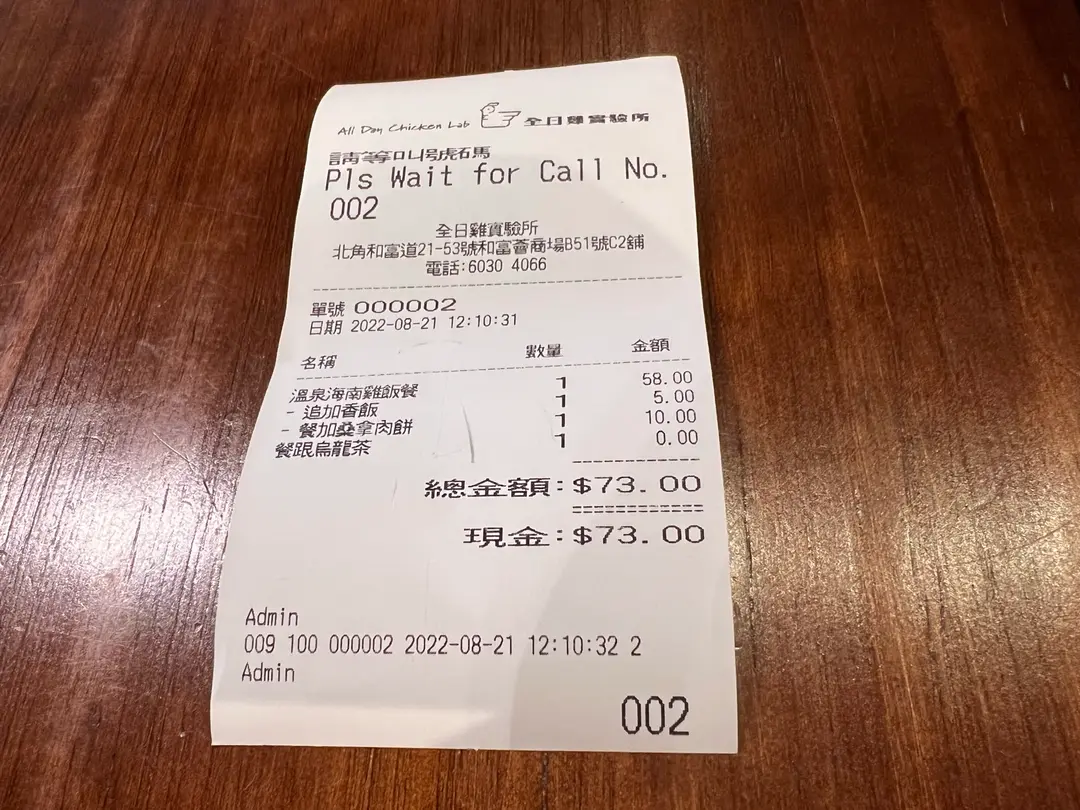 All Day Chicken Lab 全日雞實驗所
請等叫號號碼
Pls Wait for Call No.
002
全日雞實驗所
北角和富道21-53號和富薈商場B51號C2舖
電話:6030 4066
單號 000002
日期 2022-08-21 12:10:31
名稱 數量 金額
溫泉海南雞飯餐 1 58.00
- 追加香飯 1 5.00
- 餐加桑拿肉餅 1 10.00
餐跟烏龍茶 1 0.00
總金額:$73.00
現金:$73.00
Admin
009 100 000002 2022-08-21 12:10:32 2
Admin
002